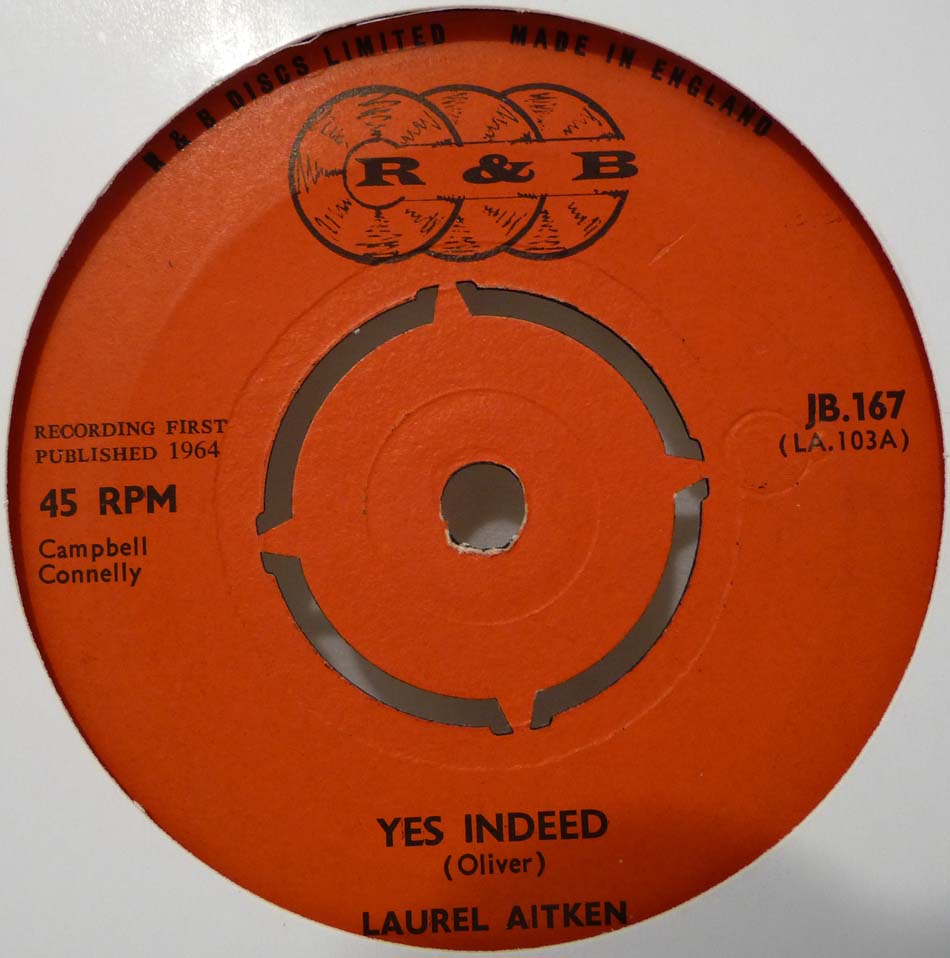 R & B DISCS LIMITED MADE IN ENGLAND
R & B
RECORDING FIRST
PUBLISHED 1964
45 RPM
Campbell
Connelly
JB.167
(LA.103A)
YES INDEED
(Oliver)
LAUREL AITKEN